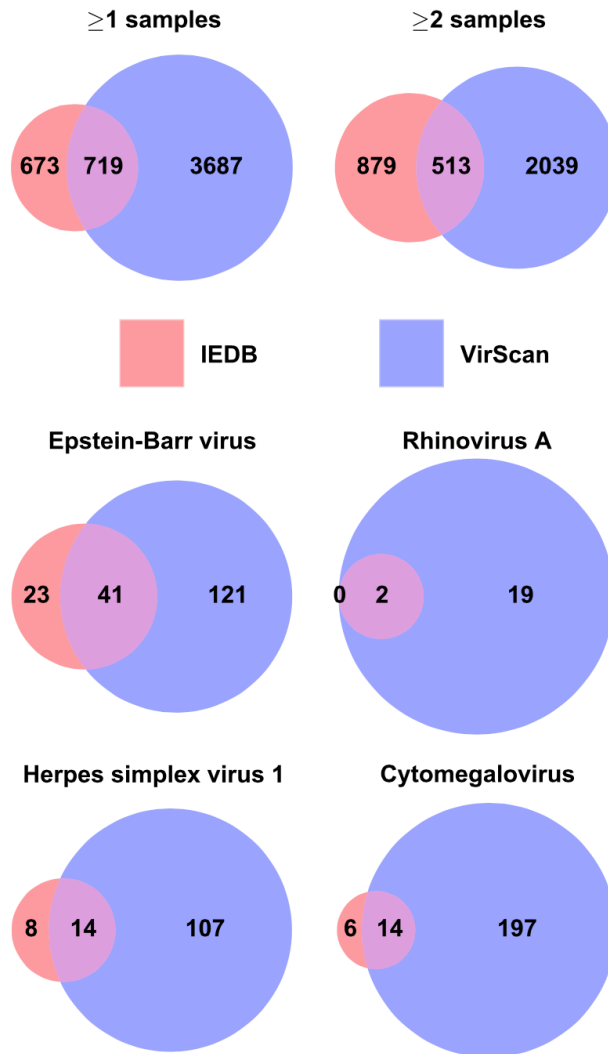 ≥1 samples
≥2 samples
673 719 3687
879 513 2039
IEDB
VirScan
Epstein-Barr virus
Rhinovirus A
23 41 121
0 2 19
Herpes simplex virus 1
Cytomegalovirus
8 14 107
6 14 197